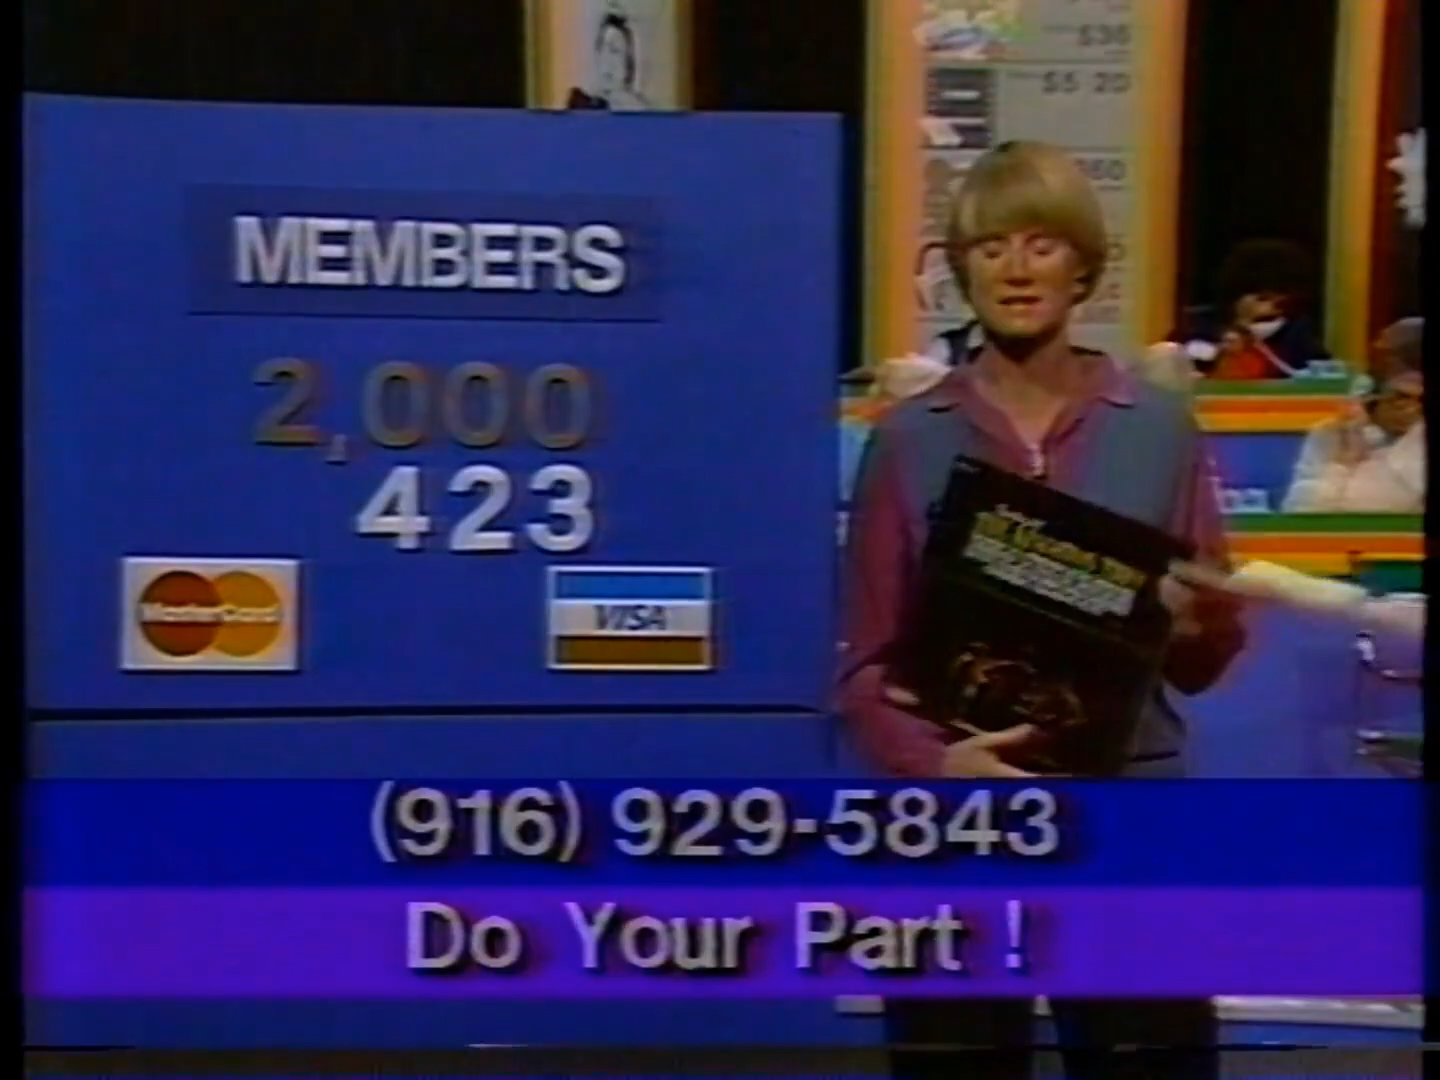 $36
$5 20
MEMBERS
2,000
423
MasterCard
VISA
(916) 929-5843
Do Your Part !